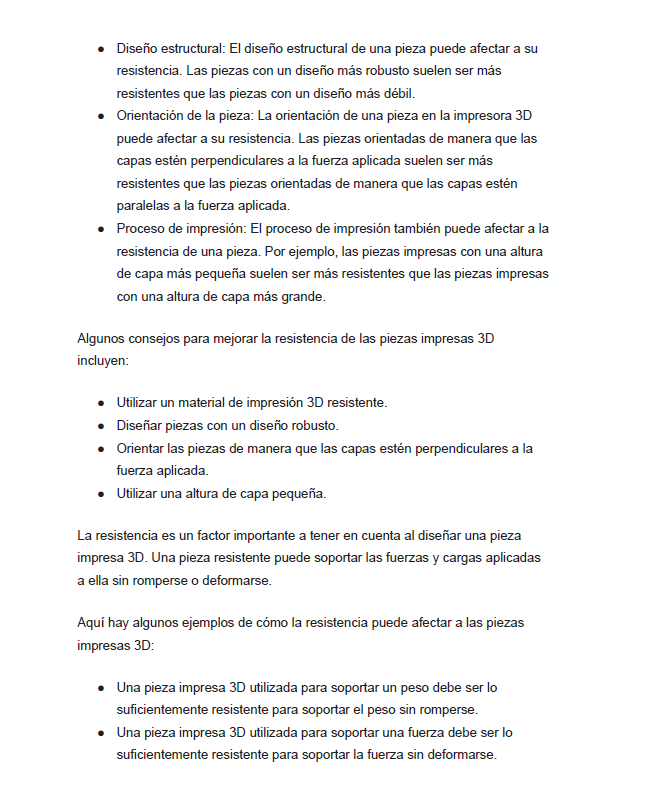 ● Diseño estructural: El diseño estructural de una pieza puede afectar a su
resistencia. Las piezas con un diseño más robusto suelen ser más
resistentes que las piezas con un diseño más débil.
● Orientación de la pieza: La orientación de una pieza en la impresora 3D
puede afectar a su resistencia. Las piezas orientadas de manera que las
capas estén perpendiculares a la fuerza aplicada suelen ser más
resistentes que las piezas orientadas de manera que las capas estén
paralelas a la fuerza aplicada.
● Proceso de impresión: El proceso de impresión también puede afectar a la
resistencia de una pieza. Por ejemplo, las piezas impresas con una altura
de capa más pequeña suelen ser más resistentes que las piezas impresas
con una altura de capa más grande.
Algunos consejos para mejorar la resistencia de las piezas impresas 3D
incluyen:
● Utilizar un material de impresión 3D resistente.
● Diseñar piezas con un diseño robusto.
● Orientar las piezas de manera que las capas estén perpendiculares a la
fuerza aplicada.
● Utilizar una altura de capa pequeña.
La resistencia es un factor importante a tener en cuenta al diseñar una pieza
impresa 3D. Una pieza resistente puede soportar las fuerzas y cargas aplicadas
a ella sin romperse o deformarse.
Aquí hay algunos ejemplos de cómo la resistencia puede afectar a las piezas
impresas 3D:
● Una pieza impresa 3D utilizada para soportar un peso debe ser lo
suficientemente resistente para soportar el peso sin romperse.
● Una pieza impresa 3D utilizada para soportar una fuerza debe ser lo
suficientemente resistente para soportar la fuerza sin deformarse.